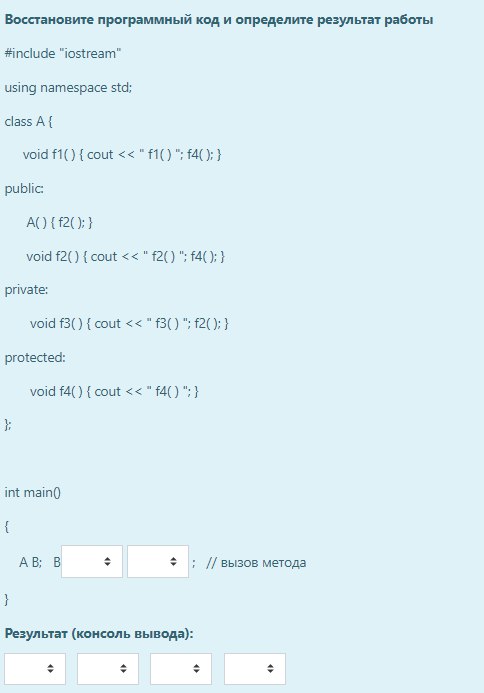 Восстановите программный код и определите результат работы
#include "iostream"
using namespace std;
class A {
void f1( ) { cout << " f1( ) "; f4( ); }
public:
A( ) { f2( ); }
void f2( ) { cout << " f2( ) "; f4( ); }
private:
void f3( ) { cout << " f3( ) "; f2( ); }
protected:
void f4( ) { cout << " f4( ) "; }
};
int main()
{
A B; B ; // вызов метода
}
Результат (консоль вывода):